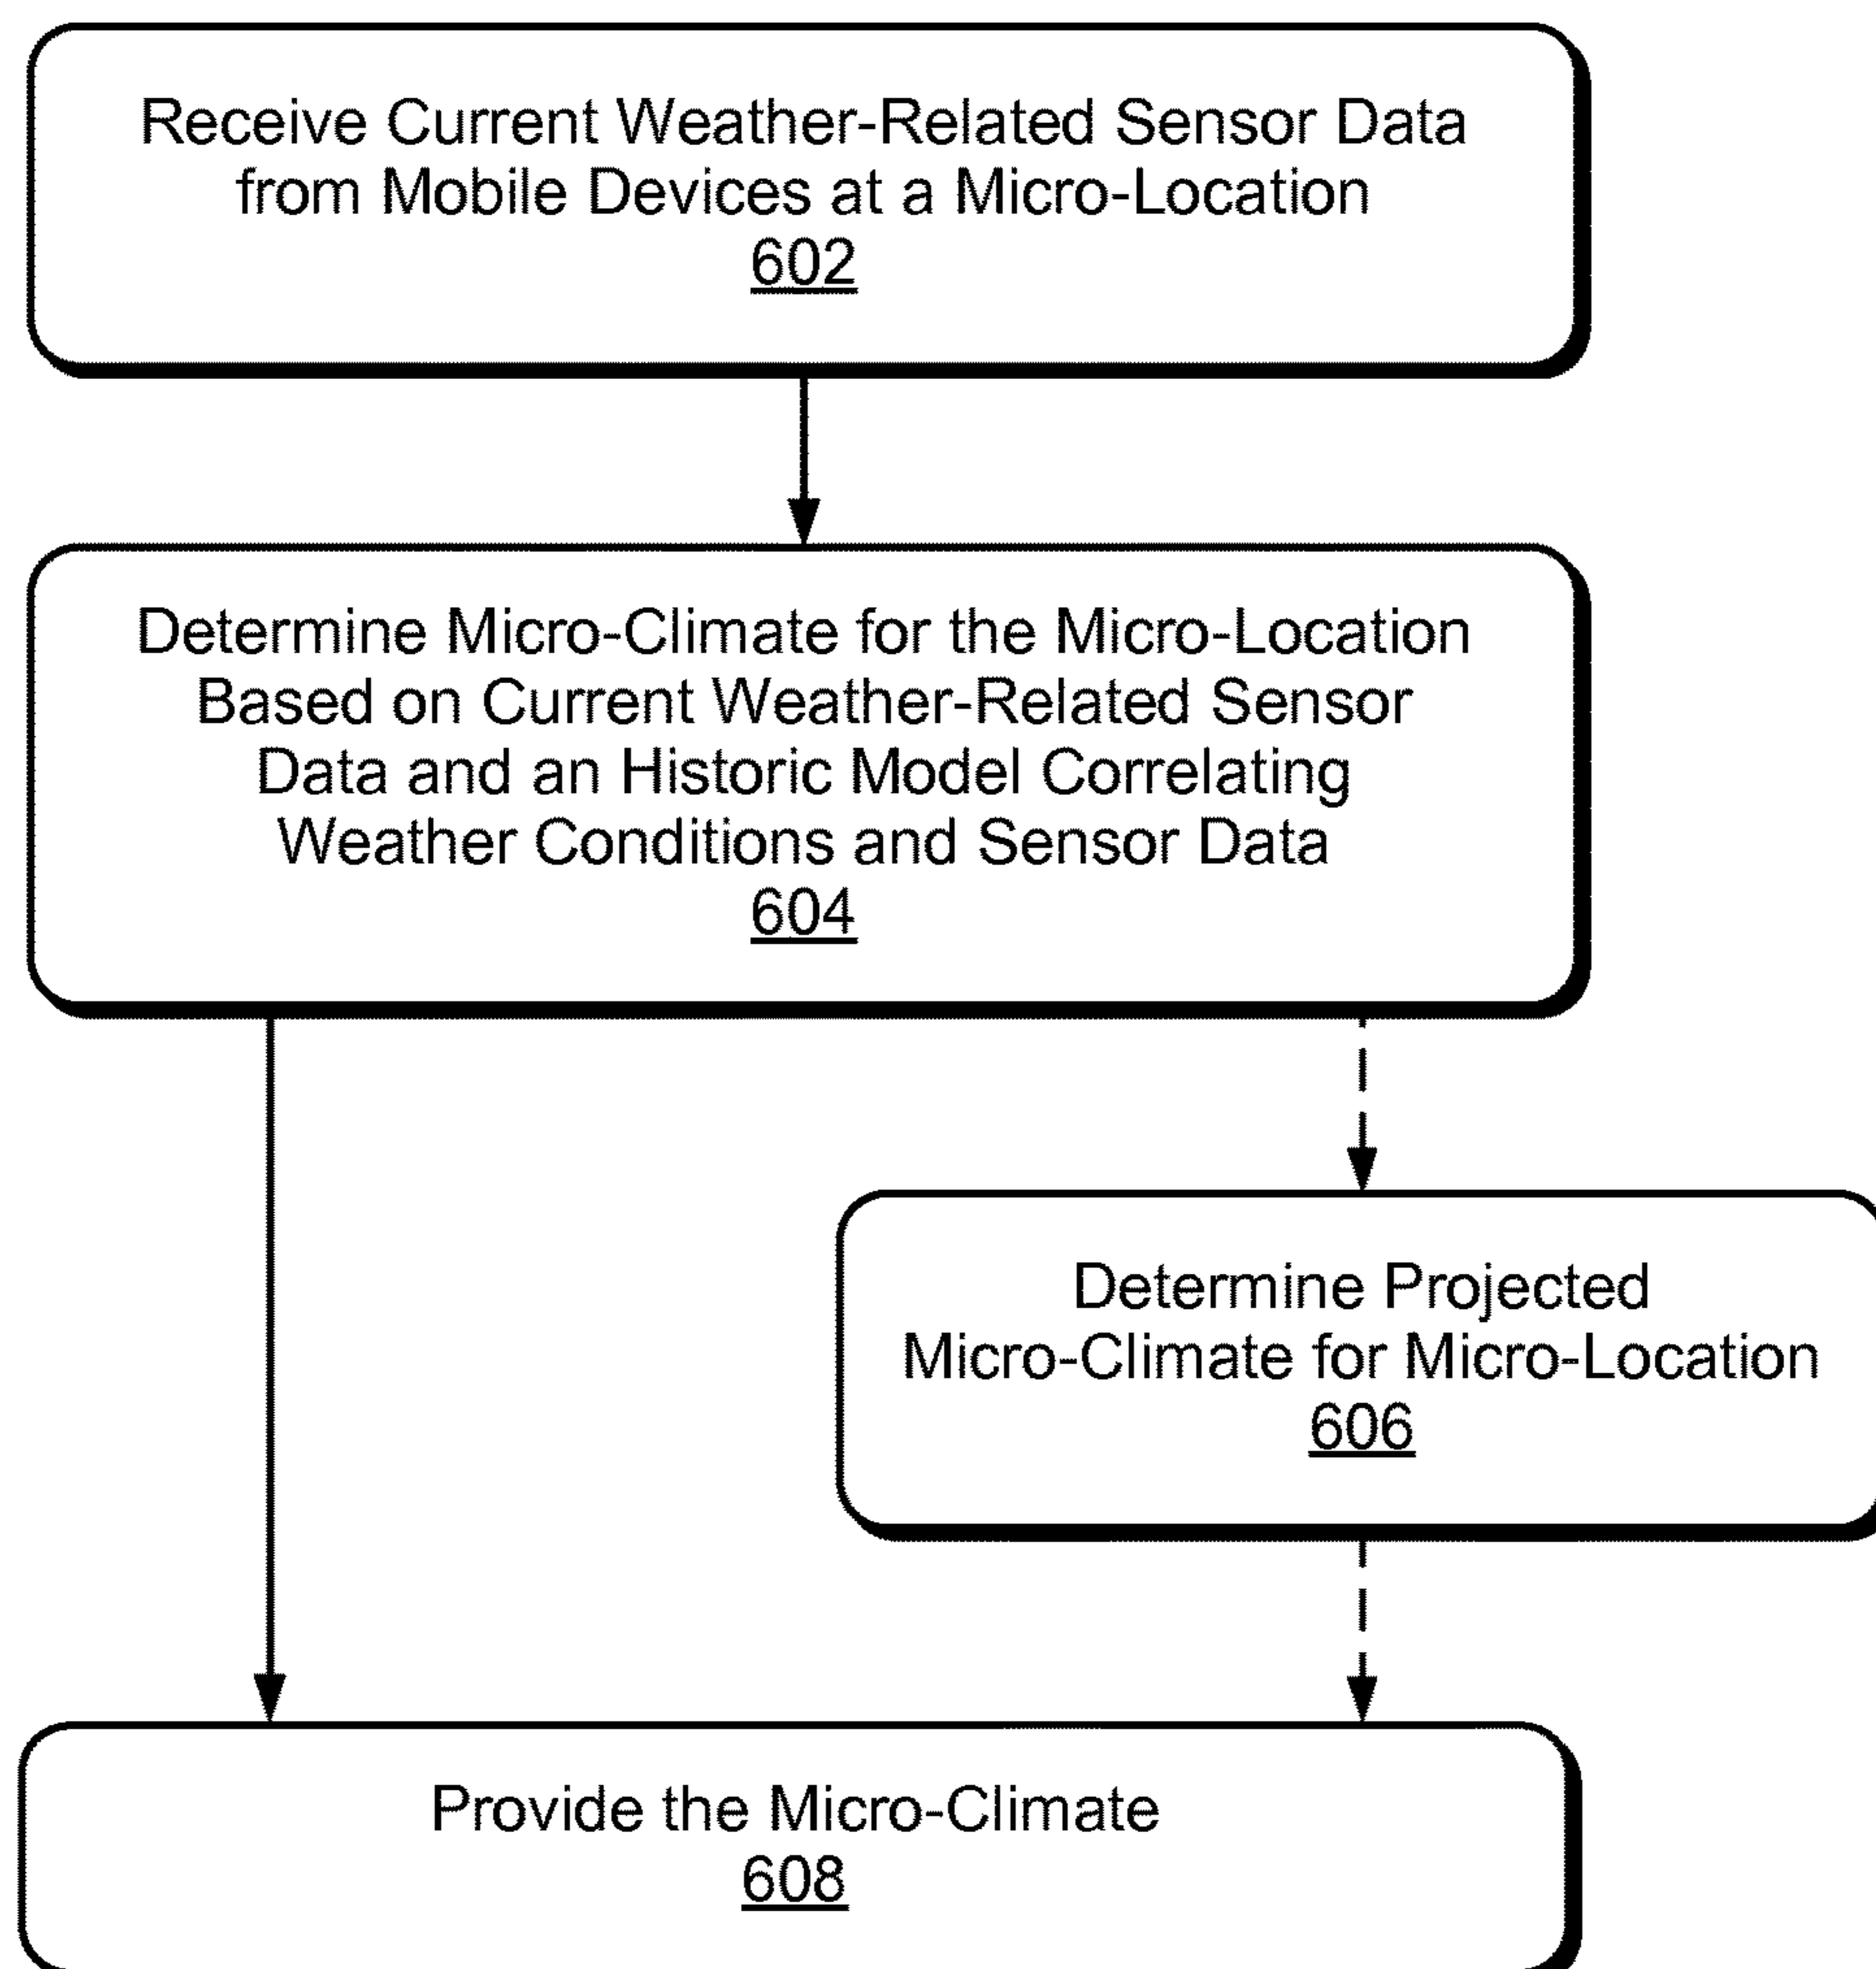 Receive Current Weather-Related Sensor Data
from Mobile Devices at a Micro-Location
602
Determine Micro-Climate for the Micro-Location
Based on Current Weather-Related Sensor
Data and an Historic Model Correlating
Weather Conditions and Sensor Data
604
Determine Projected
Micro-Climate for Micro-Location
606
Provide the Micro-Climate
608